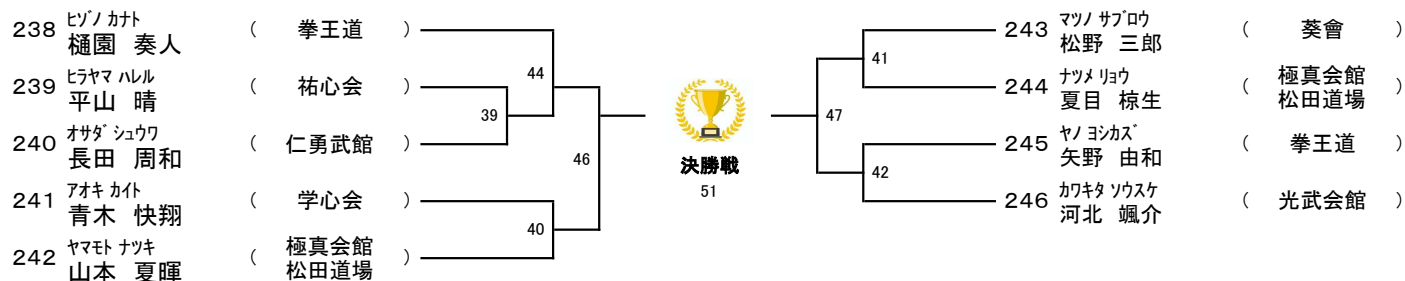 238 ﾋｿﾞﾉ ｶﾅﾄ
樋園 奏人 （ 拳王道 ）
239 ﾋﾗﾔﾏ ﾊﾚﾙ
平山 晴 （ 祐心会 ）
240 ｵｻﾀﾞ ｼｭｳﾜ
長田 周和 （ 仁勇武館 ）
241 ｱｵｷ ｶｲﾄ
青木 快翔 （ 学心会 ）
242 ﾔﾏﾓﾄ ﾅﾂｷ
山本 夏暉 （ 極真会館
松田道場 ）
44
39
46
40
決勝戦
51
41
47
42
243 ﾏﾂﾉ ｻﾌﾞﾛｳ
松野 三郎 （ 葵會 ）
244 ﾅﾂﾒ ﾘｮｳ
夏目 椋生 （ 極真会館
松田道場 ）
245 ﾔﾉ ﾖｼｶｽﾞ
矢野 由和 （ 拳王道 ）
246 ｶﾜｷﾀ ｿｳｽｹ
河北 颯介 （ 光武会館 ）